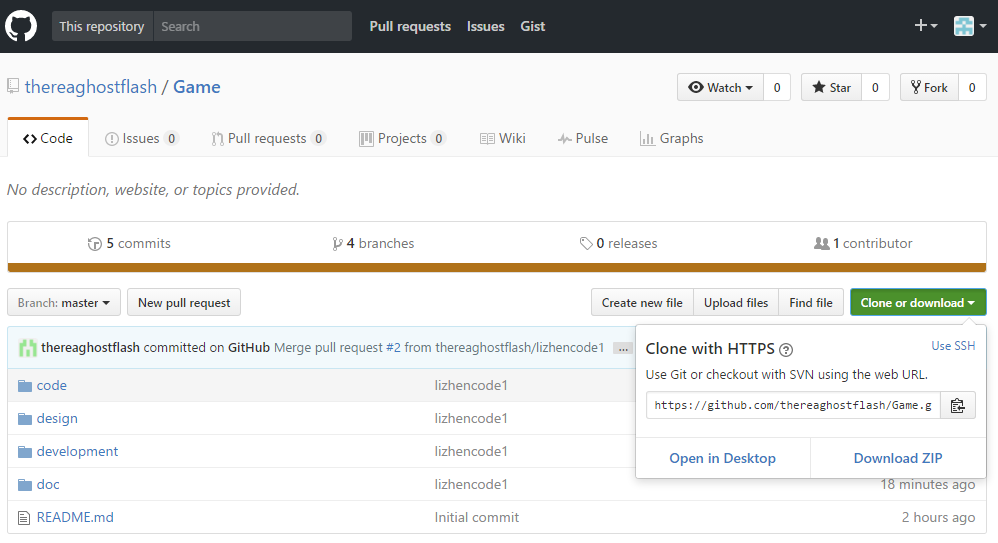 This repository Search Pull requests Issues Gist
thereaghostflash / Game Watch 0 Star 0 Fork 0
Code Issues 0 Pull requests 0 Projects 0 Wiki Pulse Graphs
No description, website, or topics provided.
5 commits 4 branches 0 releases 1 contributor
Branch: master New pull request Create new file Upload files Find file Clone or download
thereaghostflash committed on GitHub Merge pull request #2 from thereaghostflash/lizhencode1 ...
Clone with HTTPS ? Use SSH
Use Git or checkout with SVN using the web URL.
https://github.com/thereaghostflash/Game.g
Open in Desktop Download ZIP
code lizhencode1
design lizhencode1
development lizhencode1
doc lizhencode1 18 minutes ago
README.md Initial commit 2 hours ago